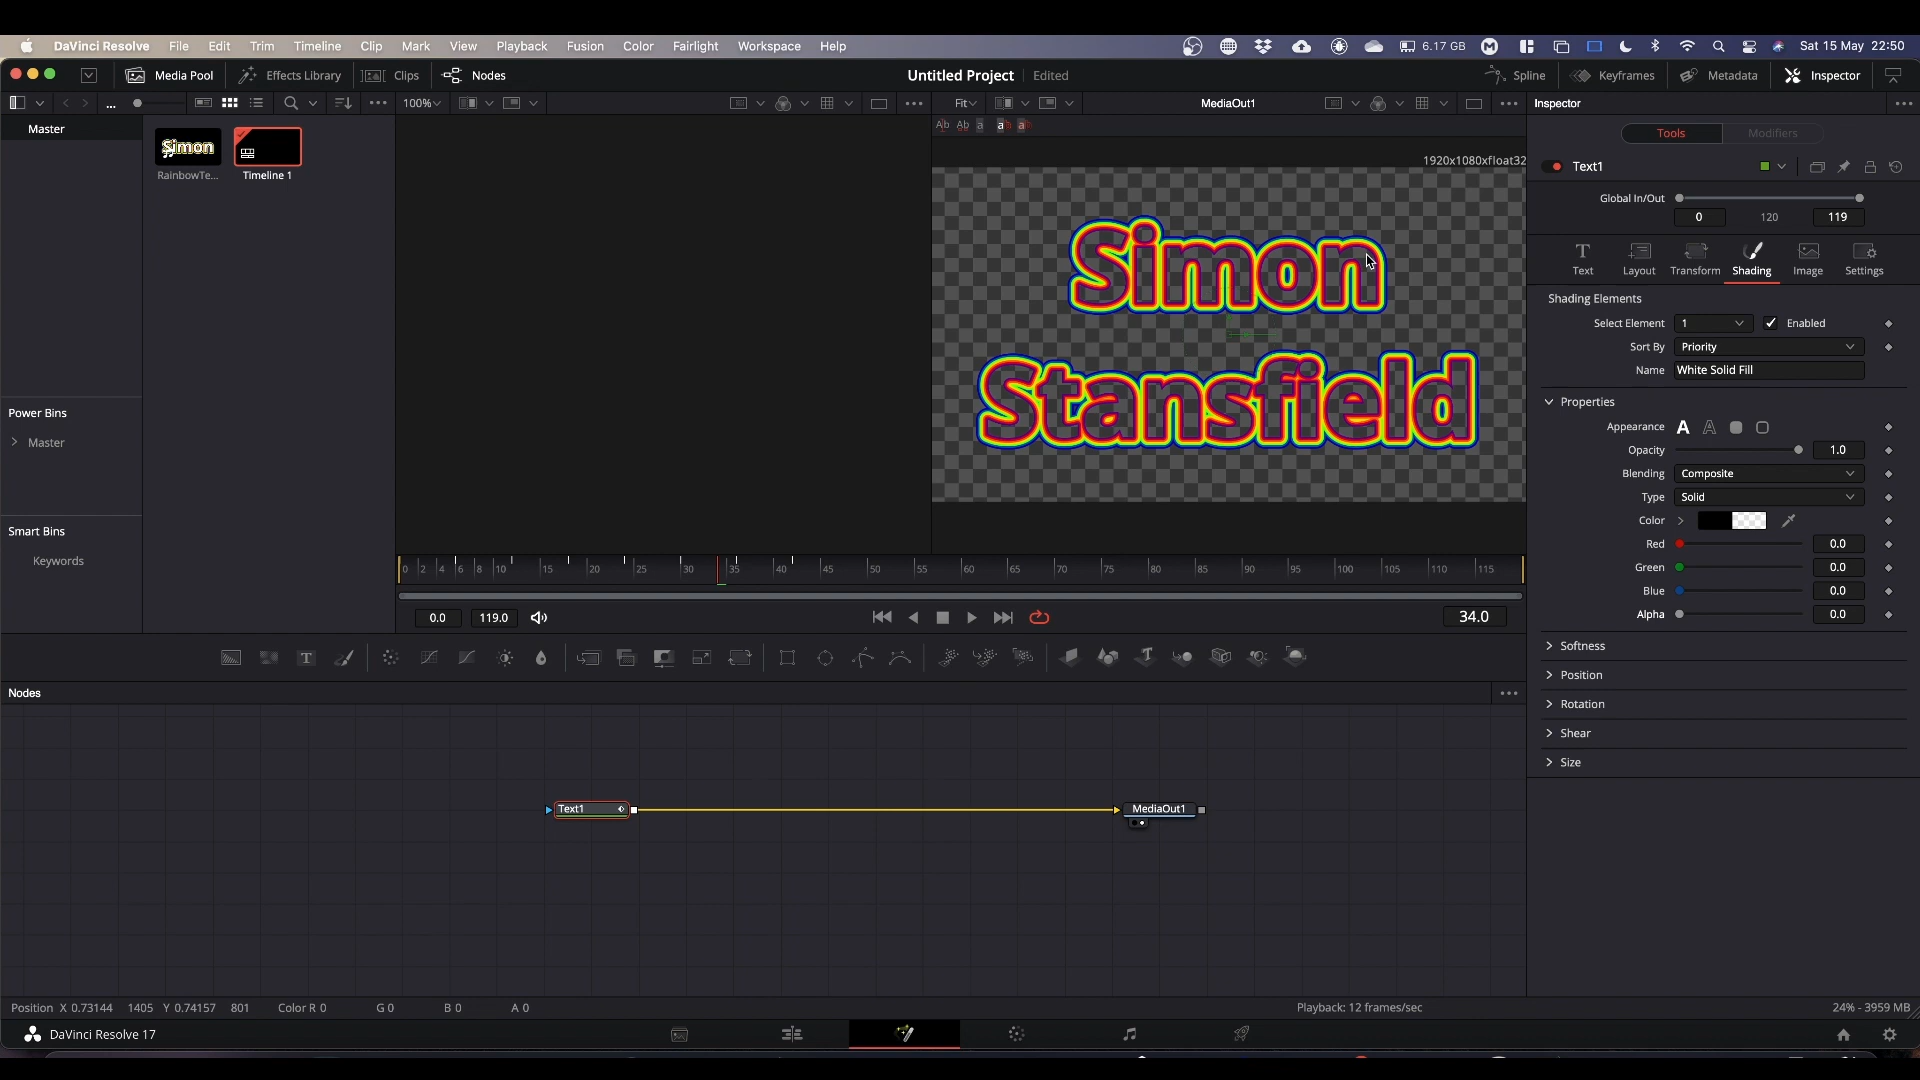 DaVinci Resolve File Edit Trim Timeline Clip Mark View Playback Fusion Color Fairlight Workspace Help 6.17 GB Sat 15 May 22:50
Media Pool Effects Library Clips Nodes Untitled Project Edited Spline Keyframes Metadata Inspector
100% Fit MediaOut1 Inspector
Master
RainbowTe... Timeline 1
1920x1080xfloat32
Simon
Stansfield
Power Bins
Master
Smart Bins
Keywords
0 2 4 6 8 10 15 20 25 30 35 40 45 50 55 60 65 70 75 80 85 90 95 100 105 110 115
0.0 119.0 34.0
Tools Modifiers
Text1
Global In/Out
0 120 119
Text Layout Transform Shading Image Settings
Shading Elements
Select Element 1 Enabled
Sort By Priority
Name White Solid Fill
Properties
Appearance A A
Opacity 1.0
Blending Composite
Type Solid
Color
Red 0.0
Green 0.0
Blue 0.0
Alpha 0.0
Softness
Position
Rotation
Shear
Size
Nodes
Text1 MediaOut1
Position X 0.73144 1405 Y 0.74157 801 Color R 0 G 0 B 0 A 0 Playback: 12 frames/sec 24% - 3959 MB
DaVinci Resolve 17